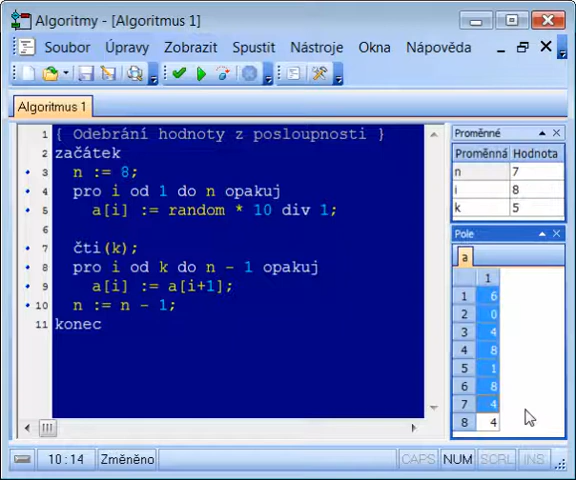 Algoritmy - [Algoritmus 1]
Soubor Úpravy Zobrazit Spustit Nástroje Okna Nápověda
Algoritmus 1
1 { Odebrání hodnoty z posloupnosti }
2 začátek
3 n := 8;
4 pro i od 1 do n opakuj
5 a[i] := random * 10 div 1;
7 čti(k);
8 pro i od k do n - 1 opakuj
9 a[i] := a[i+1];
10 n := n - 1;
11 konec
Proměnné
Proměnná Hodnota
n 7
i 8
k 5
Pole
a
1
1 6
2 0
3 4
4 8
5 1
6 8
7 4
8 4
10:14 Změněno CAPS NUM SCRL INS